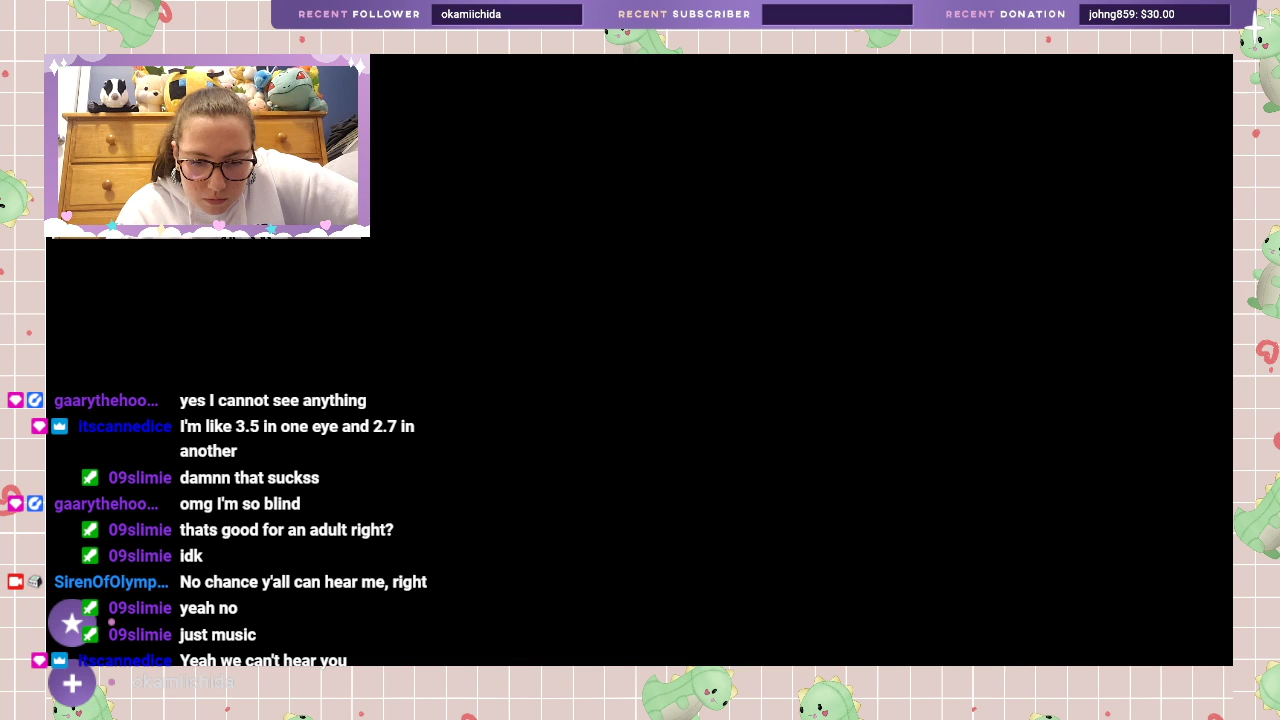 RECENT FOLLOWER okamiichida RECENT SUBSCRIBER RECENT DONATION johng859: $30.00
gaarythehoo... yes I cannot see anything
Itscannedice I'm like 3.5 in one eye and 2.7 in
another
09slimie damnn that suckss
gaarythehoo... omg I'm so blind
09slimie thats good for an adult right?
09slimie idk
SirenOfOlymp... No chance y'all can hear me, right
09slimie yeah no
09slimie just music
Itscannedice Yeah we can't hear you
okamiichida